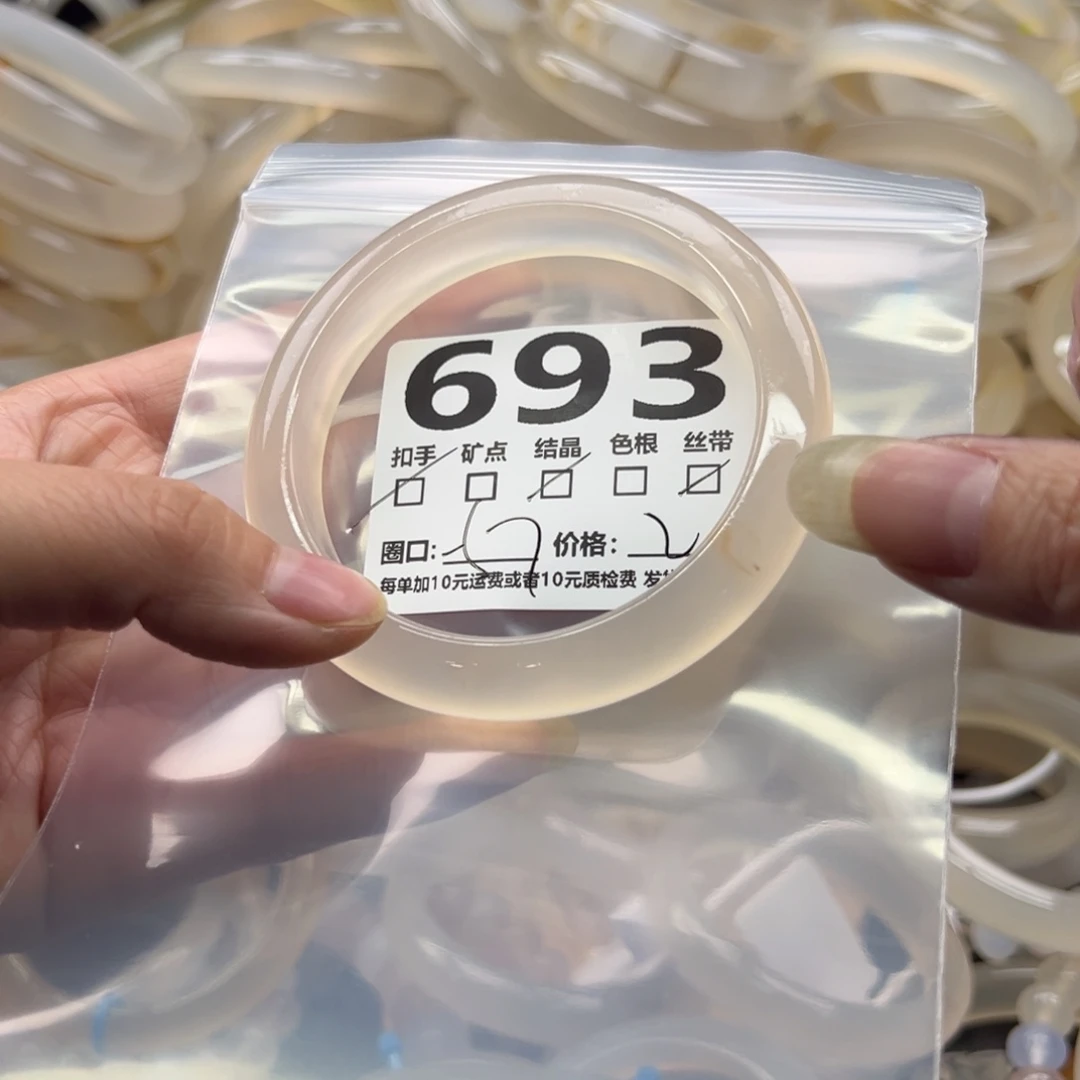 693
扣手 矿点 结晶 色根 丝带
圈口: 57 价格:
每单加10元运费或者10元质检费